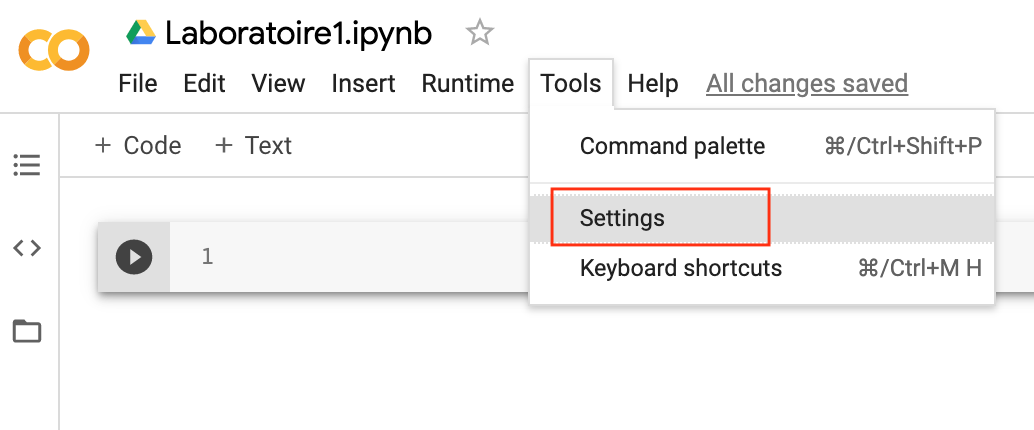 Laboratoire1.ipynb
File Edit View Insert Runtime Tools Help All changes saved
+ Code + Text
Command palette ⌘/Ctrl+Shift+P
Settings
1
Keyboard shortcuts ⌘/Ctrl+M H